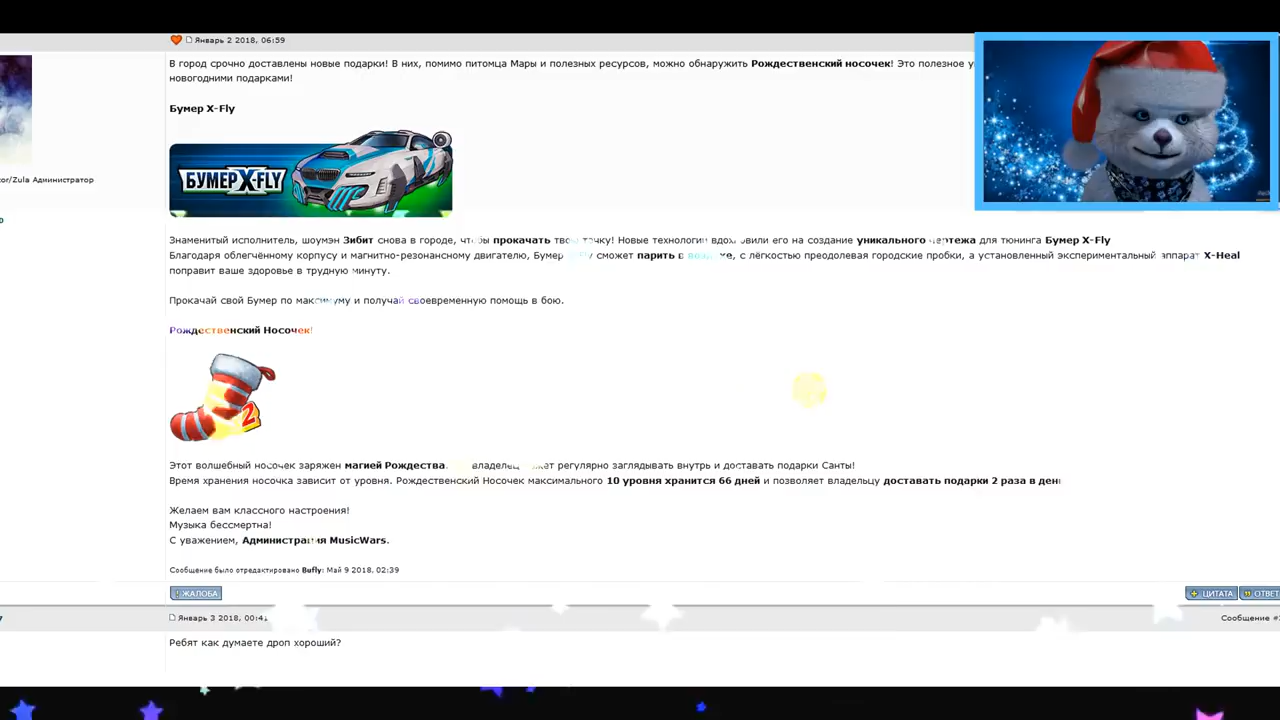 Январь 2 2018, 06:59
В город срочно доставлены новые подарки! В них, помимо питомца Мары и полезных ресурсов, можно обнаружить Рождественский носочек! Это полезное
новогодними подарками!
Бумер X-Fly
БУМЕР X-FLY
or/Zula Администратор
Знаменитый исполнитель, шоумэн Зибит снова в городе, чтобы прокачать твою тачку! Новые технологии вдохновили его на создание уникального чертежа для тюнинга Бумер X-Fly
Благодаря облегчённому корпусу и магнитно-резонансному двигателю, Бумер X-Fly сможет парить в воздухе, с лёгкостью преодолевая городские пробки, а установленный экспериментальный аппарат X-Heal
поправит ваше здоровье в трудную минуту.
Прокачай свой Бумер по максимуму и получай своевременную помощь в бою.
Рождественский Носочек!
2
Этот волшебный носочек заряжен магией Рождества. владелец может регулярно заглядывать внутрь и доставать подарки Санты!
Время хранения носочка зависит от уровня. Рождественский Носочек максимального 10 уровня хранится 66 дней и позволяет владельцу доставать подарки 2 раза в день
Желаем вам классного настроения!
Музыка бессмертна!
С уважением, Администрация MusicWars.
Сообщение было отредактировано Bufly: Май 9 2018, 02:39
! ЖАЛОБА
+ ЦИТАТА
ОТВЕТ
Январь 3 2018, 00:41
Сообщение #
Ребят как думаете дроп хороший?